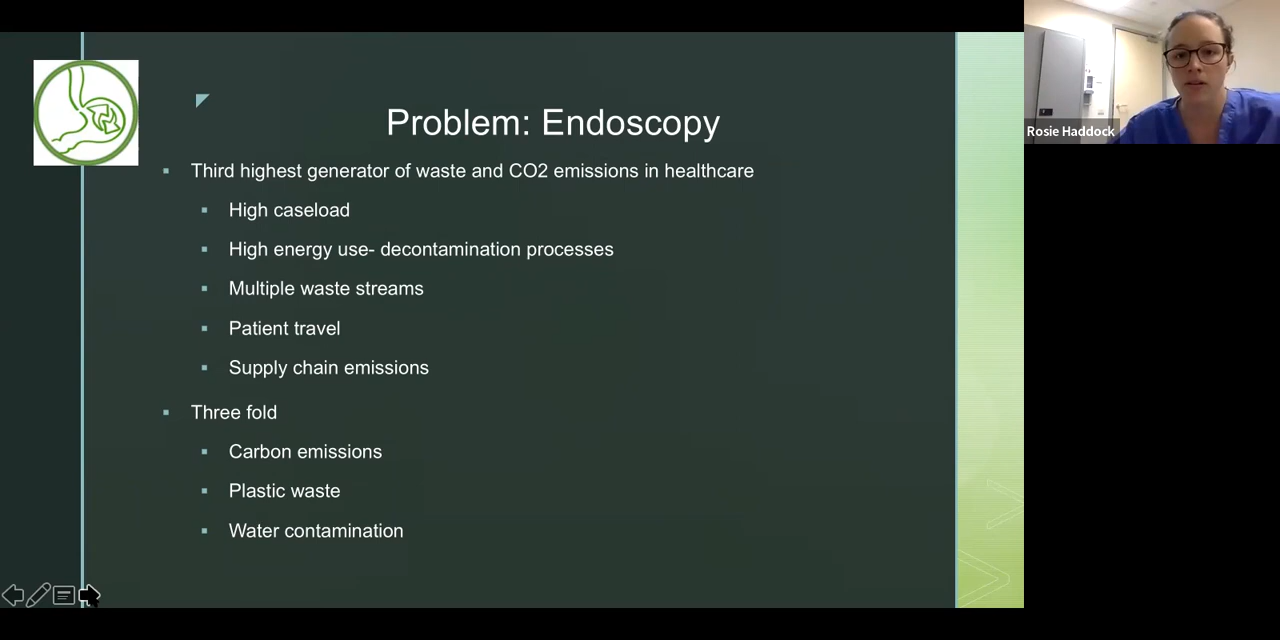 Problem: Endoscopy
Third highest generator of waste and CO2 emissions in healthcare
High caseload
High energy use- decontamination processes
Multiple waste streams
Patient travel
Supply chain emissions
Three fold
Carbon emissions
Plastic waste
Water contamination
Rosie Haddock